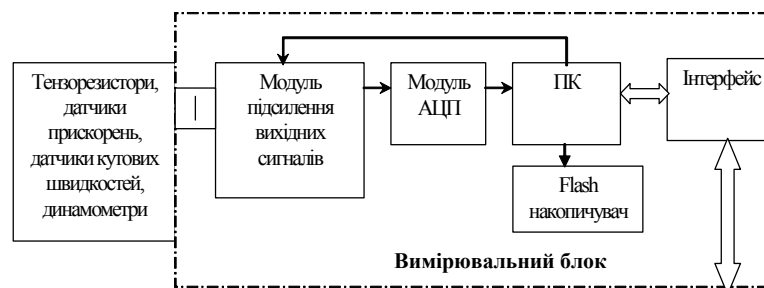 Тензорезистори,
датчики
прискорень,
датчики кутових
швидкостей,
динамометри
Модуль
підсилення
вихідних
сигналів
Модуль
АЦП
ПК
Інтерфейс
Flash
накопичувач
Вимірювальний блок